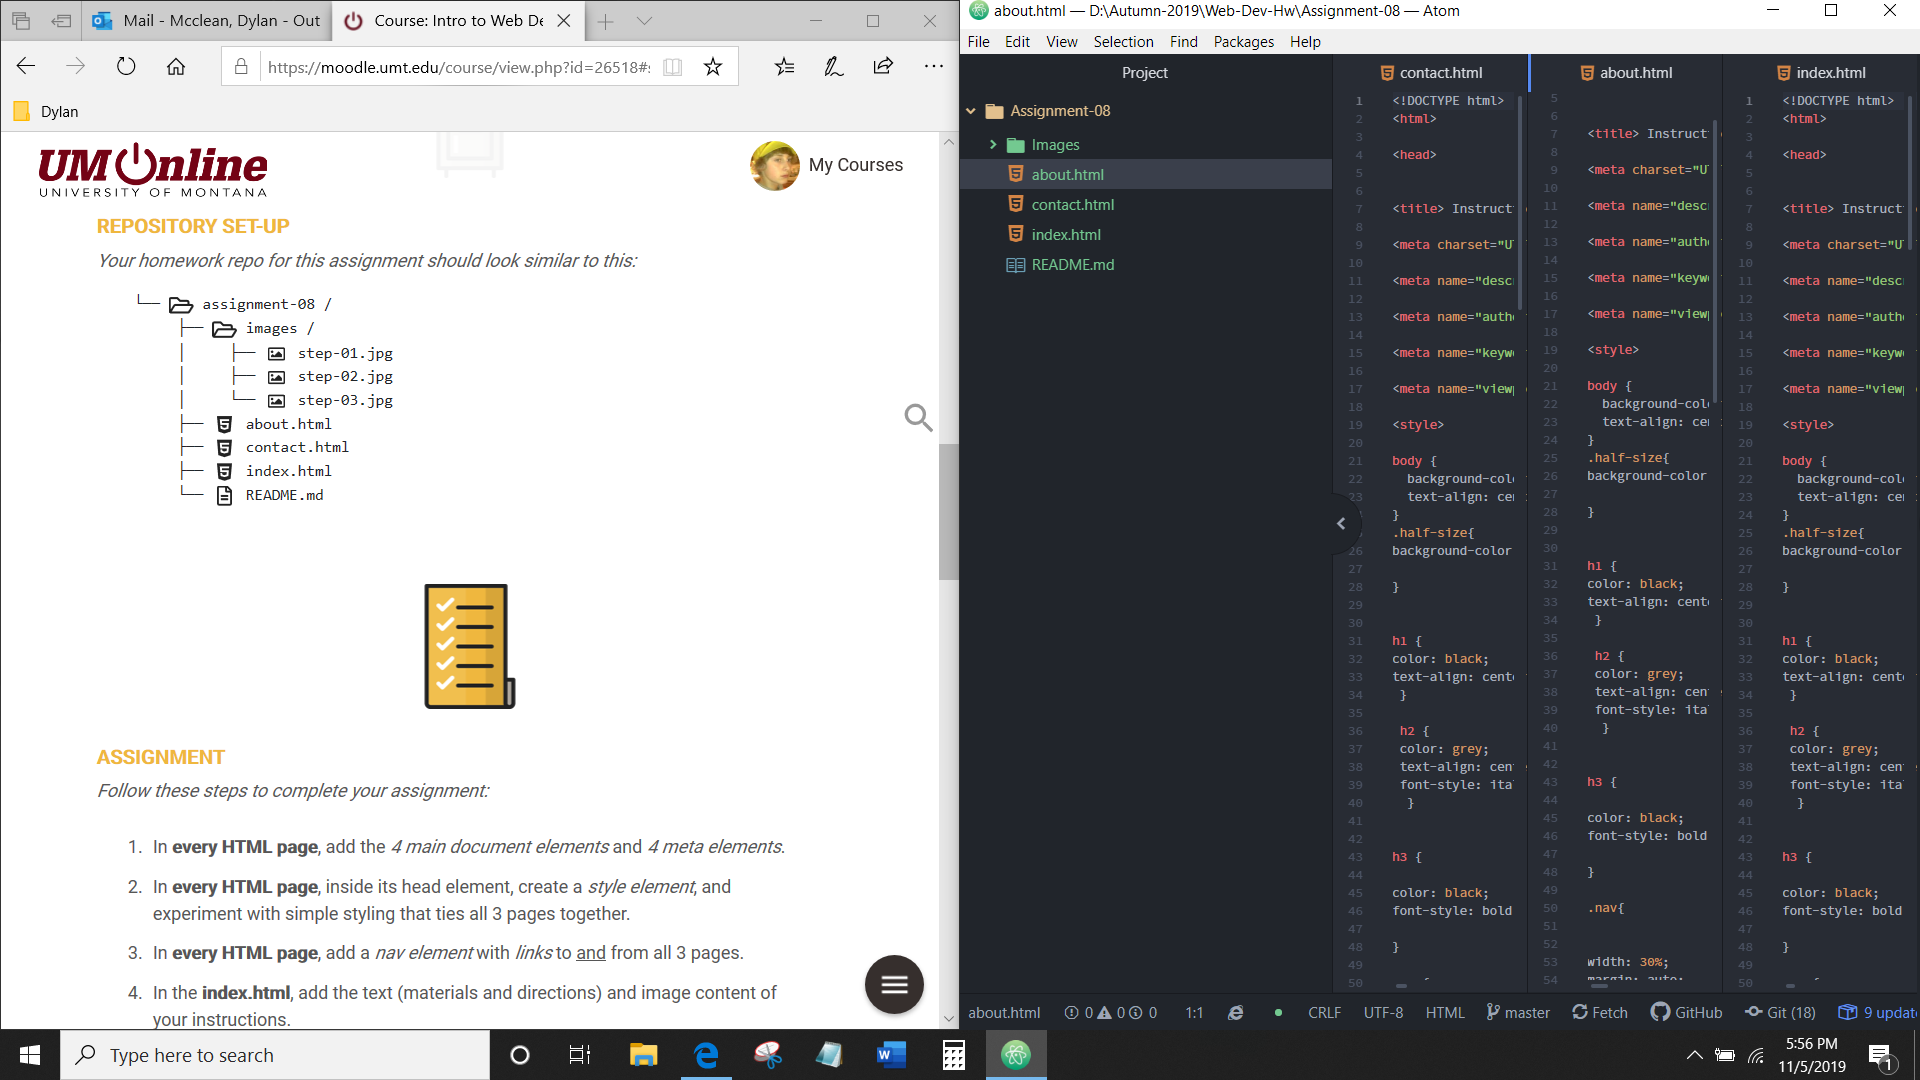 Mail - Mcclean, Dylan - Out
Course: Intro to Web De
https://moodle.umt.edu/course/view.php?id=26518#s
Dylan
UM Online
UNIVERSITY OF MONTANA
My Courses
REPOSITORY SET-UP
Your homework repo for this assignment should look similar to this:
assignment-08 /
images /
step-01.jpg
step-02.jpg
step-03.jpg
about.html
contact.html
index.html
README.md
ASSIGNMENT
Follow these steps to complete your assignment:
1. In every HTML page, add the 4 main document elements and 4 meta elements.
2. In every HTML page, inside its head element, create a style element, and
experiment with simple styling that ties all 3 pages together.
3. In every HTML page, add a nav element with links to and from all 3 pages.
4. In the index.html, add the text (materials and directions) and image content of
your instructions.
about.html — D:\Autumn-2019\Web-Dev-Hw\Assignment-08 — Atom
File Edit View Selection Find Packages Help
Project
Assignment-08
Images
about.html
contact.html
index.html
README.md
contact.html
1 <!DOCTYPE html>
2 <html>
3
4 <head>
5
6
7 <title> Instruct
8
9 <meta charset="U
10
11 <meta name="desc
12
13 <meta name="auth
14
15 <meta name="keyw
16
17 <meta name="view
18
19 <style>
20
21 body {
22 background-col
23 text-align: cen
}
.half-size{
26 background-color
27
28 }
29
30
31 h1 {
32 color: black;
33 text-align: cent
34 }
35
36 h2 {
37 color: grey;
38 text-align: cen
39 font-style: ita
40 }
41
42
43 h3 {
44
45 color: black;
46 font-style: bold
47
48 }
49
50
about.html
5
6
7 <title> Instruct
8
9 <meta charset="U
10
11 <meta name="desc
12
13 <meta name="auth
14
15 <meta name="keyw
16
17 <meta name="view
18
19 <style>
20
21 body {
22 background-col
23 text-align: cen
24 }
25 .half-size{
26 background-color
27
28 }
29
30
31 h1 {
32 color: black;
33 text-align: cent
34 }
35
36 h2 {
37 color: grey;
38 text-align: cen
39 font-style: ita
40 }
41
42
43 h3 {
44
45 color: black;
46 font-style: bold
47
48 }
49
50 .nav{
51
52
53 width: 30%;
54 margin: auto;
index.html
1 <!DOCTYPE html>
2 <html>
3
4 <head>
5
6
7 <title> Instruct
8
9 <meta charset="U
10
11 <meta name="desc
12
13 <meta name="auth
14
15 <meta name="keyw
16
17 <meta name="view
18
19 <style>
20
21 body {
22 background-col
23 text-align: cen
24 }
25 .half-size{
26 background-color
27
28 }
29
30
31 h1 {
32 color: black;
33 text-align: cent
34 }
35
36 h2 {
37 color: grey;
38 text-align: cen
39 font-style: ita
40 }
41
42
43 h3 {
44
45 color: black;
46 font-style: bold
47
48 }
49
50
about.html 0 0 0 1:1 CRLF UTF-8 HTML master Fetch GitHub Git (18) 9 updat
Type here to search
5:56 PM
11/5/2019
1